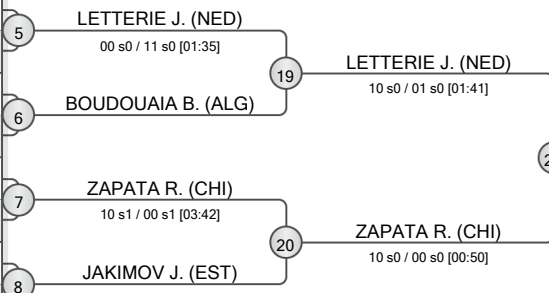 5
LETTERIE J. (NED)
00 s0 / 11 s0 [01:35]
19
LETTERIE J. (NED)
10 s0 / 01 s0 [01:41]
6
BOUDOUAIA B. (ALG)
7
ZAPATA R. (CHI)
10 s1 / 00 s1 [03:42]
20
ZAPATA R. (CHI)
10 s0 / 00 s0 [00:50]
8
JAKIMOV J. (EST)